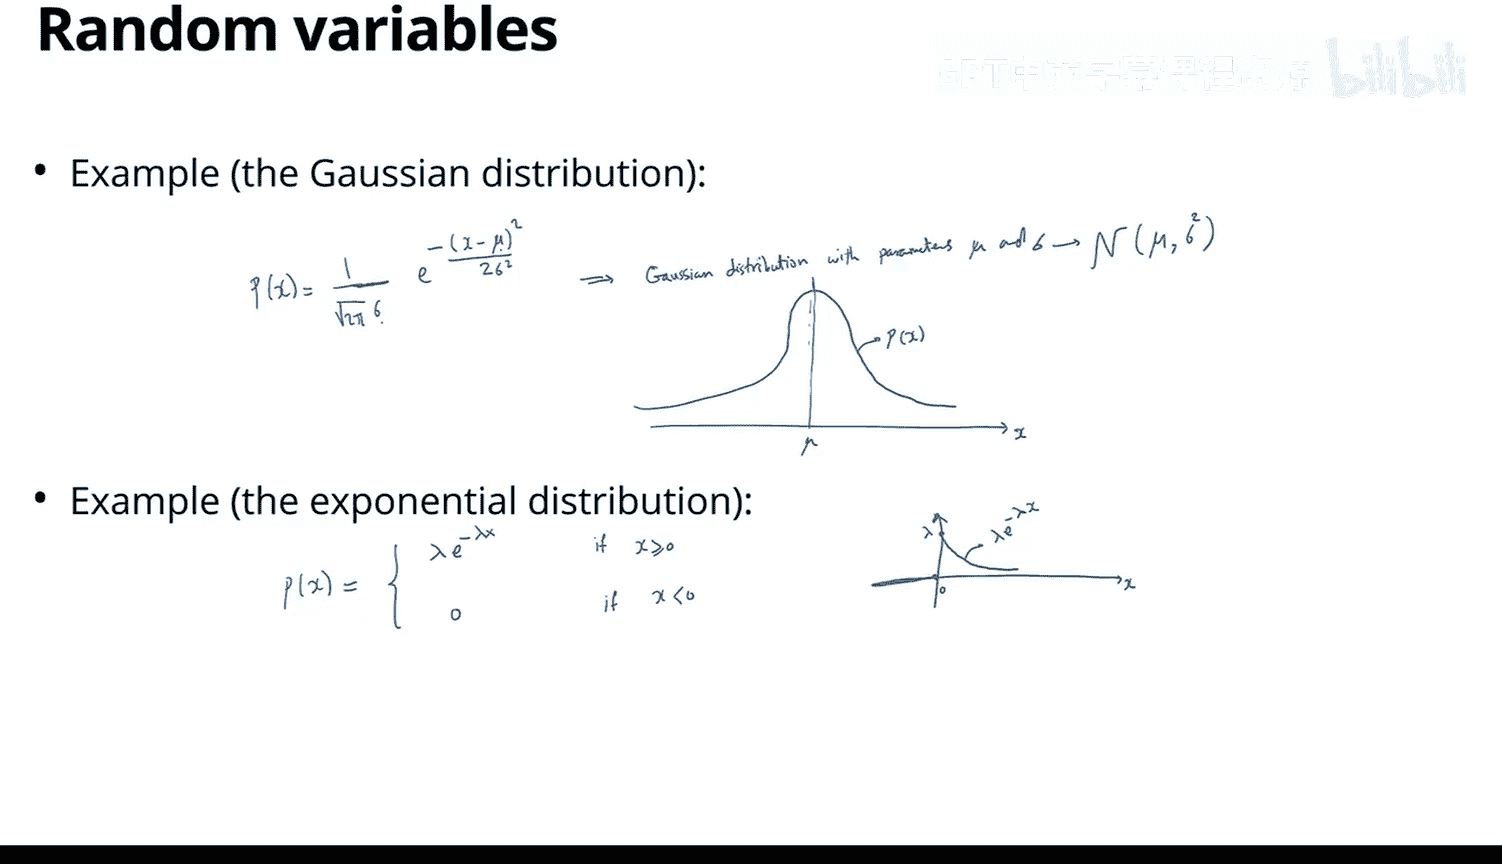 Random variables
bilibili
• Example (the Gaussian distribution):
p(x) = 1/√2π σ e^-(x-μ)²/2σ² ⇒ Gaussian distribution with parameters μ and σ → N(μ, σ²)
p(x)
x
μ
• Example (the exponential distribution):
p(x) = { λe^-λx if x≥0
0 if x<0
λ
λe^-λx
0
x